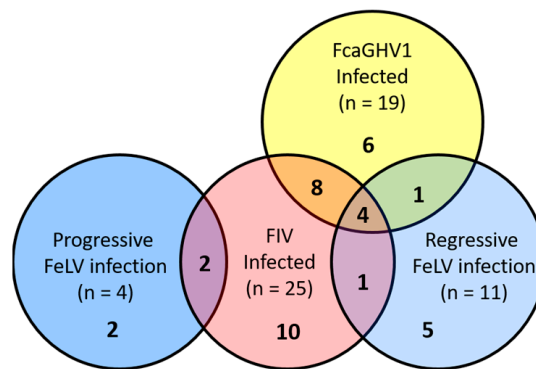 FcaGHV1
Infected
(n = 19)
6
8
1
4
Progressive
FeLV infection
(n = 4)
2
2
FIV
Infected
(n = 25)
10
1
Regressive
FeLV infection
(n = 11)
5